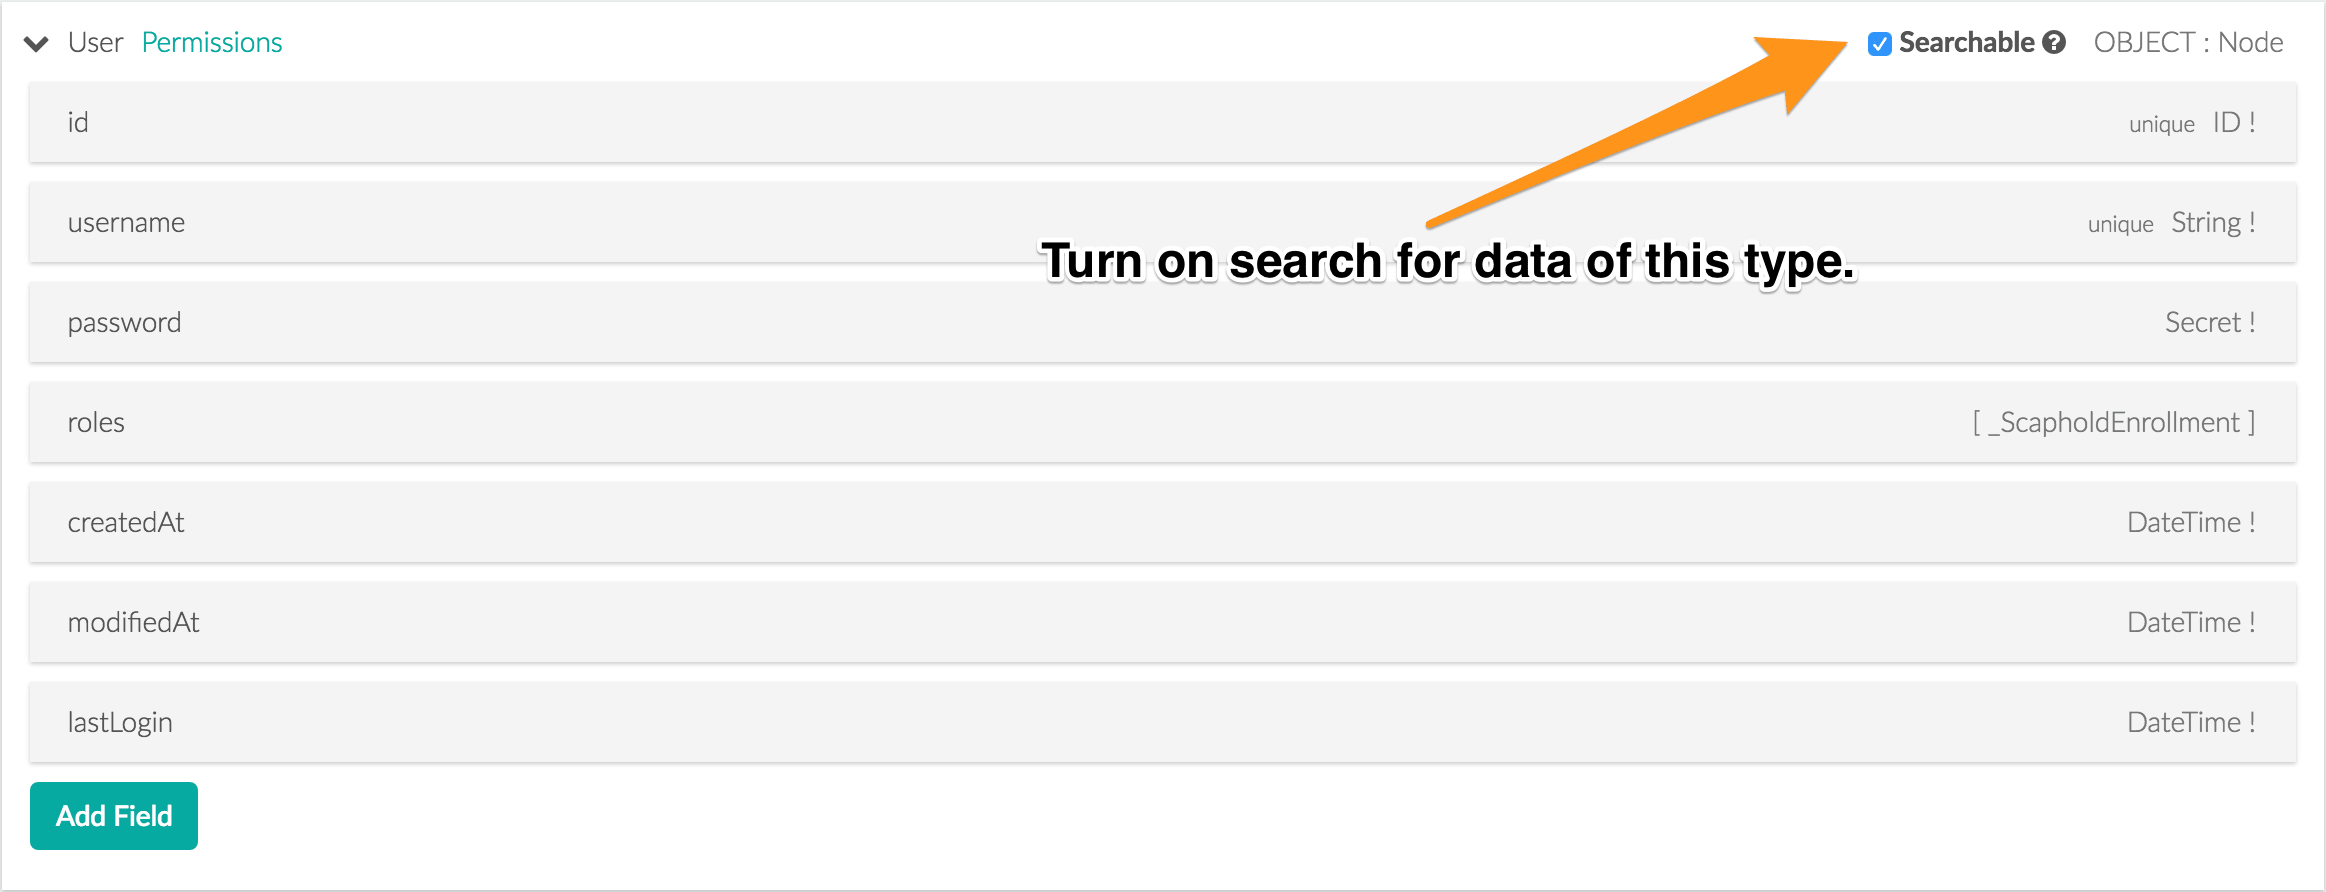 User Permissions Searchable ? OBJECT : Node
id unique ID !
username unique String !
Turn on search for data of this type.
password Secret !
roles [ _ScapholdEnrollment ]
createdAt DateTime !
modifiedAt DateTime !
lastLogin DateTime !
Add Field